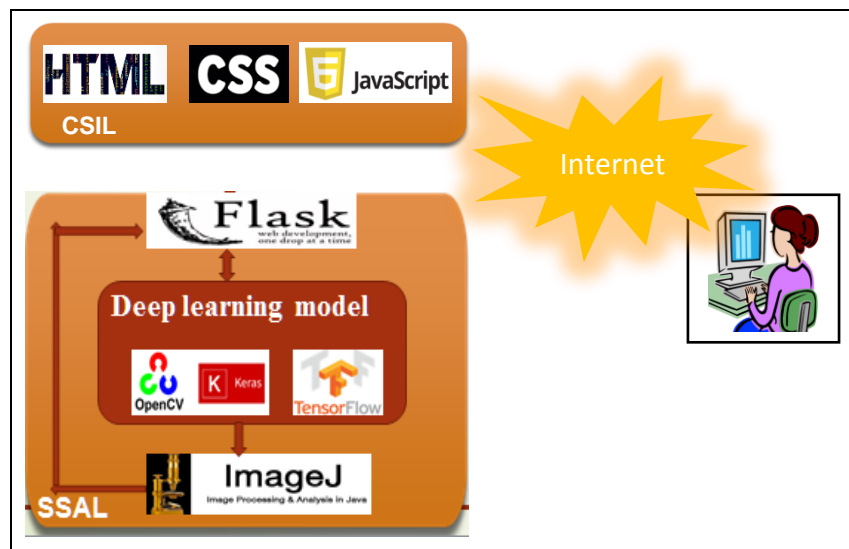 HTML
CSS
JavaScript
CSIL
Internet
Flask
web development,
one drop at a time
Deep learning model
OpenCV
K Keras
TensorFlow
ImageJ
Image Processing & Analysis in Java
SSAL